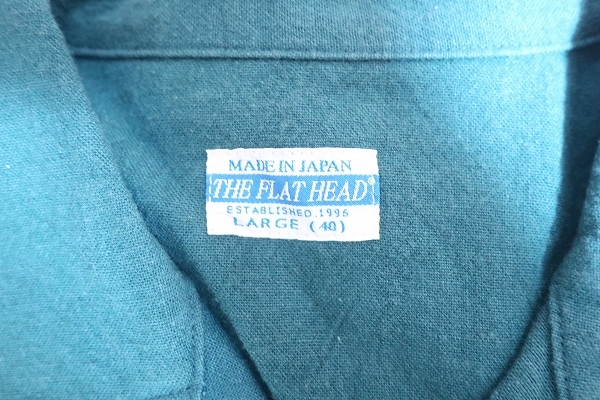 MADE IN JAPAN
THE FLAT HEAD
ESTABLISHED.1996
LARGE (40)